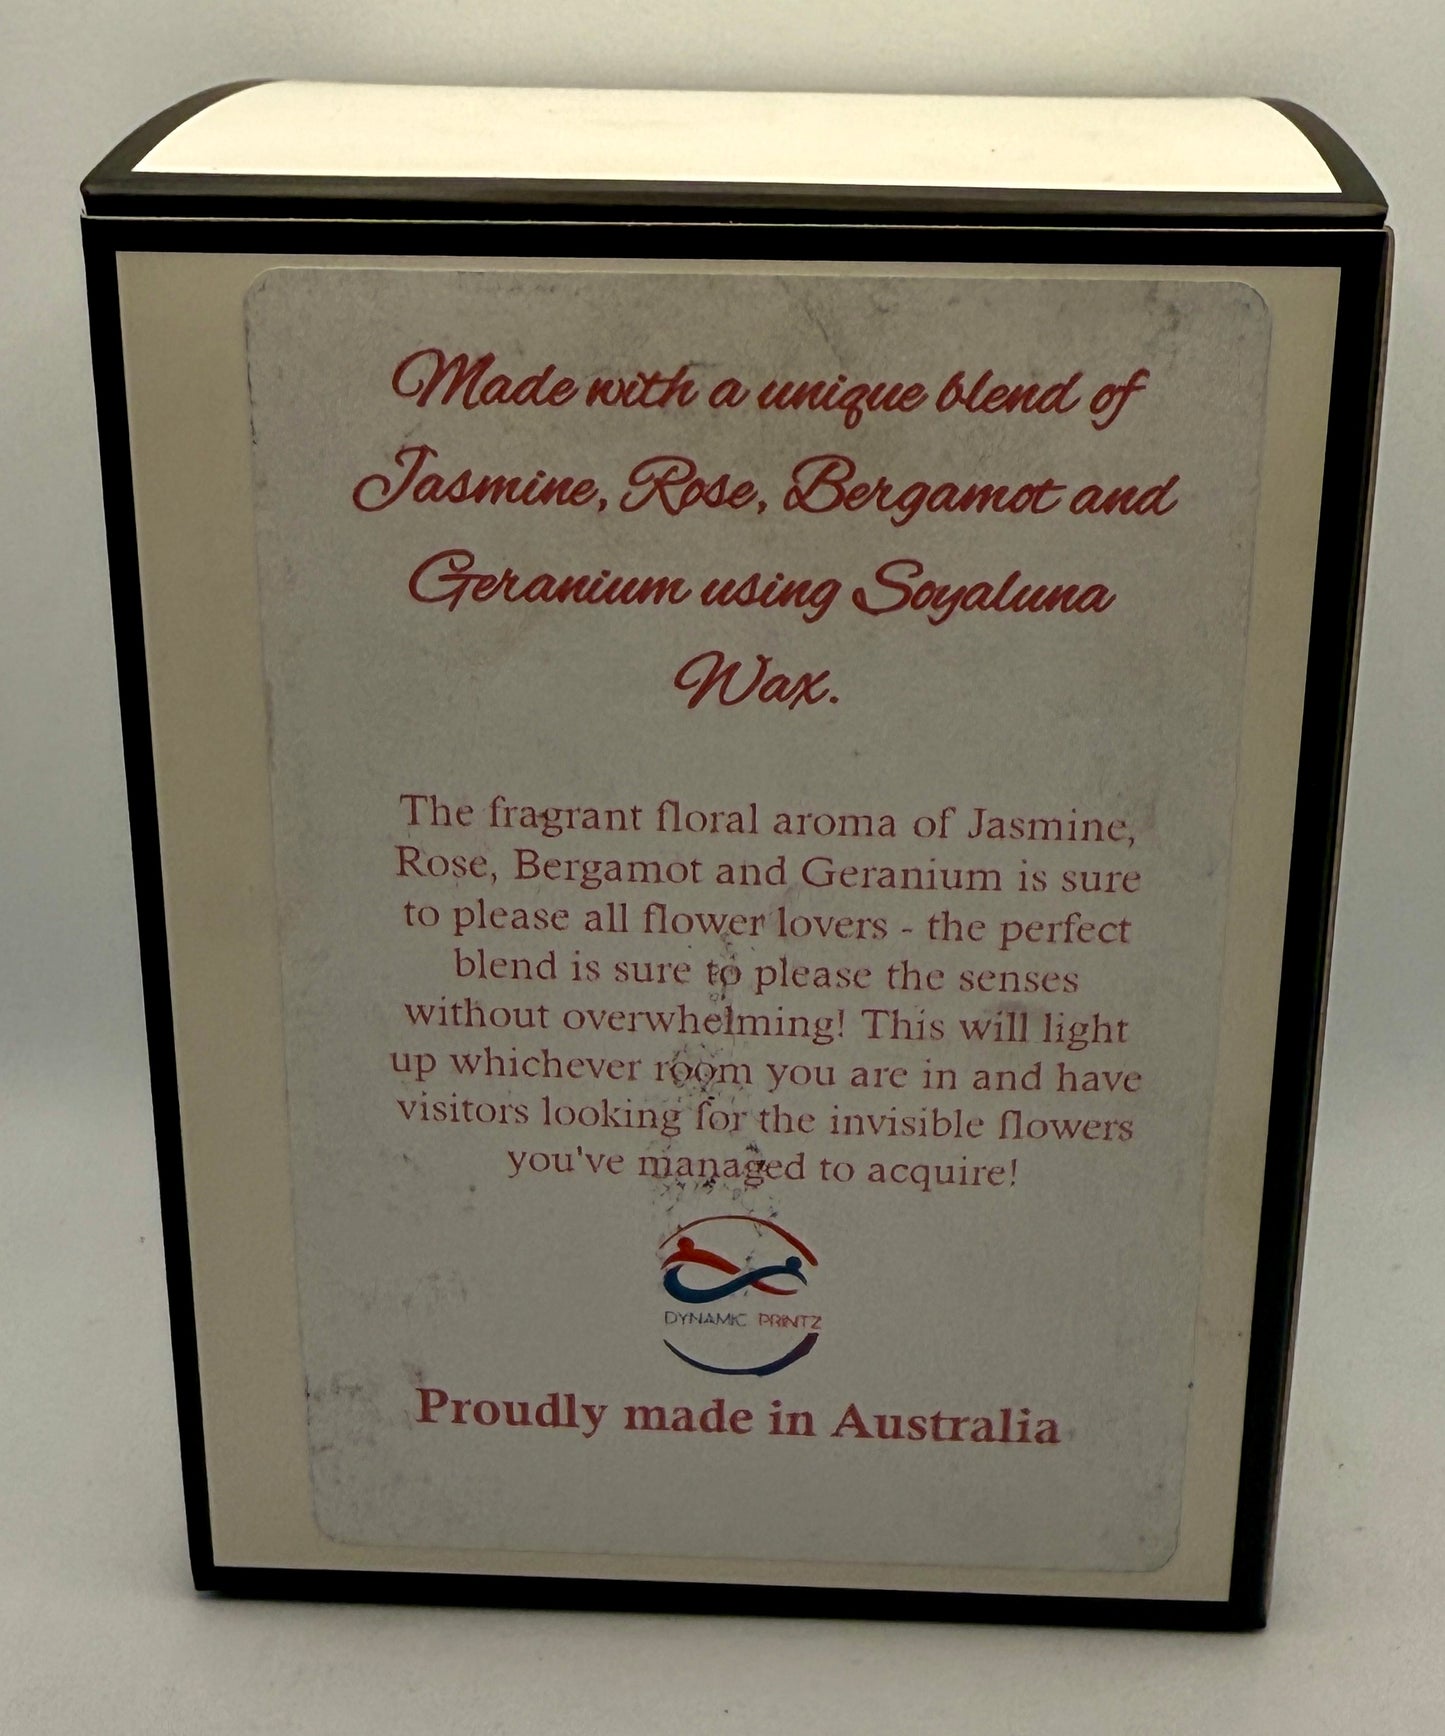 Made with a unique blend of
Jasmine, Rose, Bergamot and
Geranium using Soyaluna
Wax.
The fragrant floral aroma of Jasmine,
Rose, Bergamot and Geranium is sure
to please all flower lovers - the perfect
blend is sure to please the senses
without overwhelming! This will light
up whichever room you are in and have
visitors looking for the invisible flowers
you've managed to acquire!
DYNAMIC PRINTZ
Proudly made in Australia